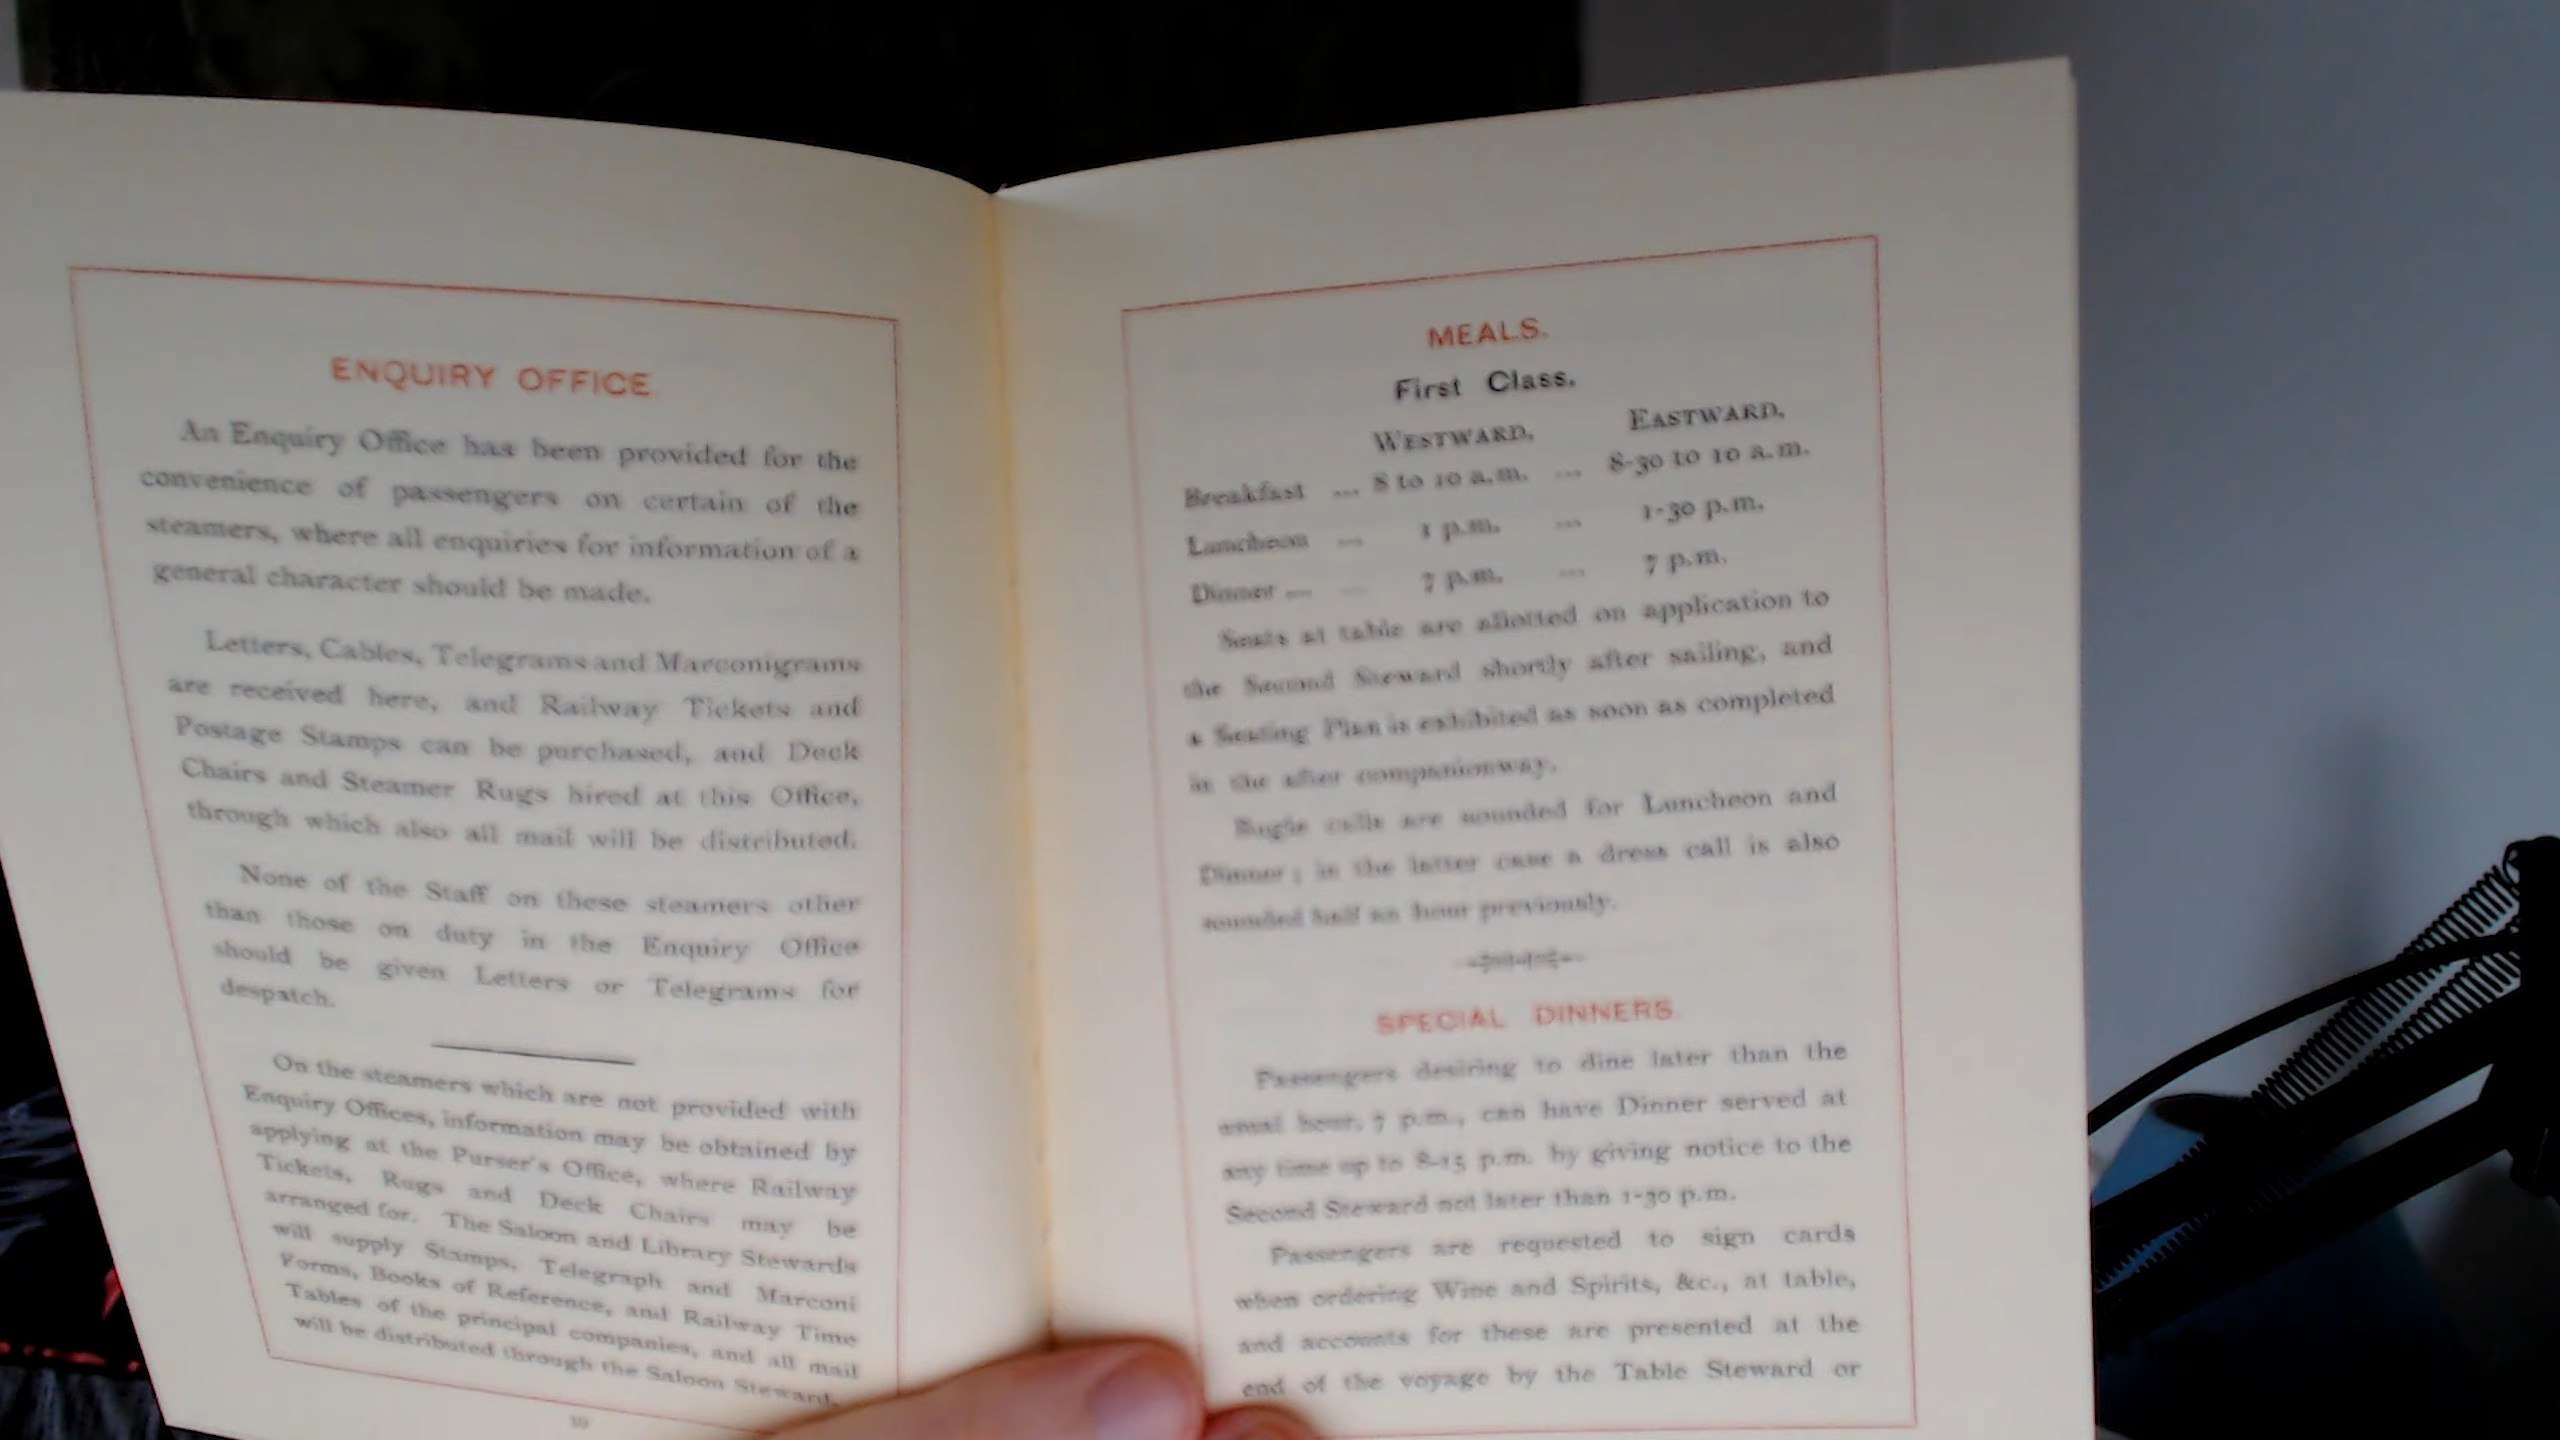 ENQUIRY OFFICE
An Enquiry Office has been provided for the
convenience of passengers on certain of the
steamers, where all enquiries for information of a
general character should be made.
Letters, Cables, Telegrams and Marconigrams
are received here, and Railway Tickets and
Postage Stamps can be purchased, and Deck
Chairs and Steamer Rugs hired at this Office,
through which also all mail will be distributed.
None of the Staff on these steamers other
than those on duty in the Enquiry Office
should be given Letters or Telegrams for
despatch.
On the steamers which are not provided with
Enquiry Offices, information may be obtained by
applying at the Purser's Office, where Railway
Tickets, Rugs and Deck Chairs may be
arranged for. The Saloon and Library Stewards
will supply Stamps, Telegraph and Marconi
Forms, Books of Reference, and Railway Time
Tables of the principal companies, and all mail
will be distributed through the Saloon Steward.
10
MEALS.
First Class.
WESTWARD. EASTWARD.
Breakfast ... 8 to 10 a.m. ... 8-30 to 10 a.m.
Luncheon ... 1 p.m. ... 1-30 p.m.
Dinner ... ... 7 p.m. ... 7 p.m.
Seats at table are allotted on application to
the Second Steward shortly after sailing, and
a Seating Plan is exhibited as soon as completed
in the after companionway.
Bugle calls are sounded for Luncheon and
Dinner; in the latter case a dress call is also
sounded half an hour previously.
SPECIAL DINNERS.
Passengers desiring to dine later than the
usual hour, 7 p.m., can have Dinner served at
any time up to 8-15 p.m. by giving notice to the
Second Steward not later than 1-30 p.m.
Passengers are requested to sign cards
when ordering Wine and Spirits, &c., at table,
and accounts for these are presented at the
end of the voyage by the Table Steward or